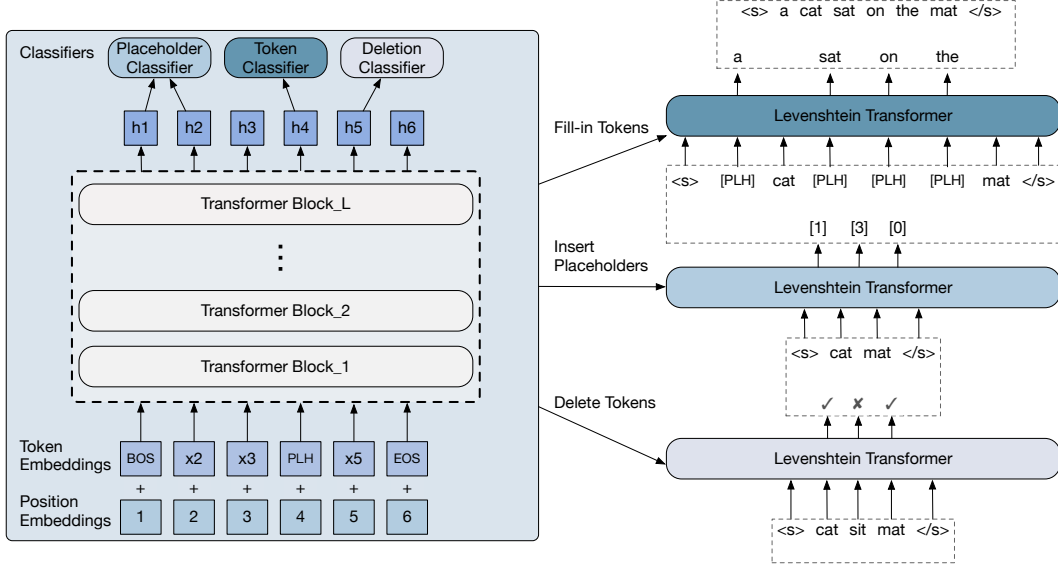 Classifiers
Placeholder
Classifier
Token
Classifier
Deletion
Classifier
h1 h2 h3 h4 h5 h6
Transformer Block_L
Transformer Block_2
Transformer Block_1
Token
Embeddings
BOS x2 x3 PLH x5 EOS
+ + + + + +
Position
Embeddings
1 2 3 4 5 6
Fill-in Tokens
Insert
Placeholders
Delete Tokens
<s> a cat sat on the mat </s>
a sat on the
Levenshtein Transformer
<s> [PLH] cat [PLH] [PLH] [PLH] mat </s>
[1] [3] [0]
Levenshtein Transformer
<s> cat mat </s>
✓ ✘ ✓
Levenshtein Transformer
<s> cat sit mat </s>